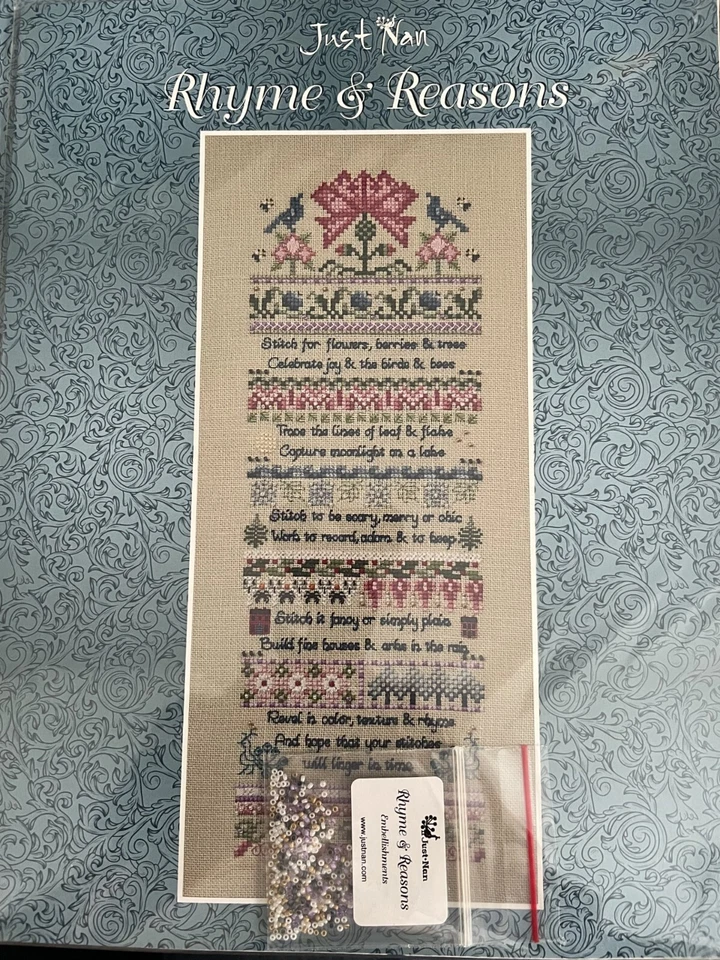 Just Nan
Rhyme & Reasons
Stitch for flowers, berries & trees
Celebrate joy & the birds & bees
Trace the lines of leaf & flake
Capture moonlight on a lake
Stitch to be scary, merry or chic
Work to record, adorn & to keep
Stitch it fancy or simply plain
Build fine houses & arks in the rain
Revel in color, texture & rhyme
And hope that your stitches
will linger in time
Just Nan
Rhyme & Reasons
Embellishments
www.justnan.com